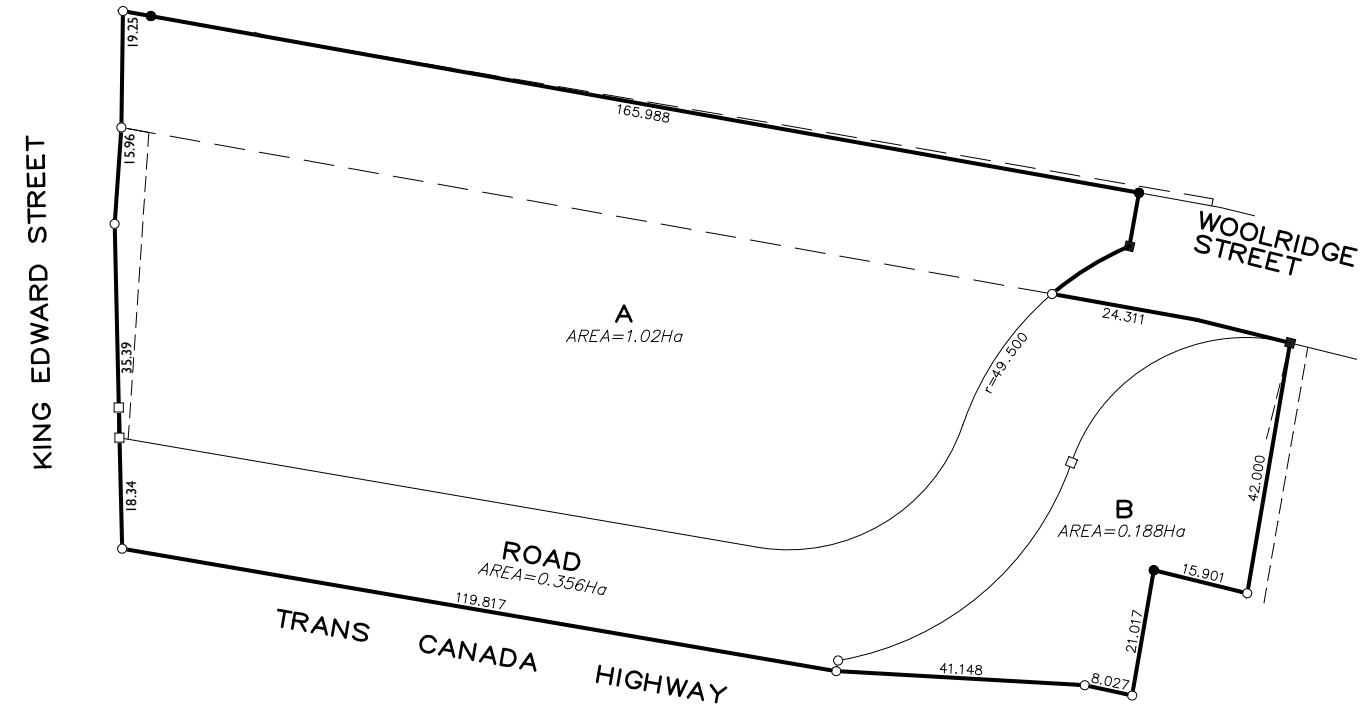 19.25
165.988
15.96
KING EDWARD STREET
WOOLRIDGE
STREET
A
AREA=1.02Ha
24.311
r=49.500
35.39
42.000
18.34
B
AREA=0.188Ha
ROAD
AREA=0.356Ha
15.901
119.817
21.017
TRANS CANADA HIGHWAY
41.148
8.027